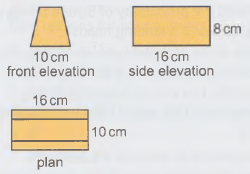 8 cm
10 cm
16 cm
front elevation
side elevation
16 cm
10 cm
plan